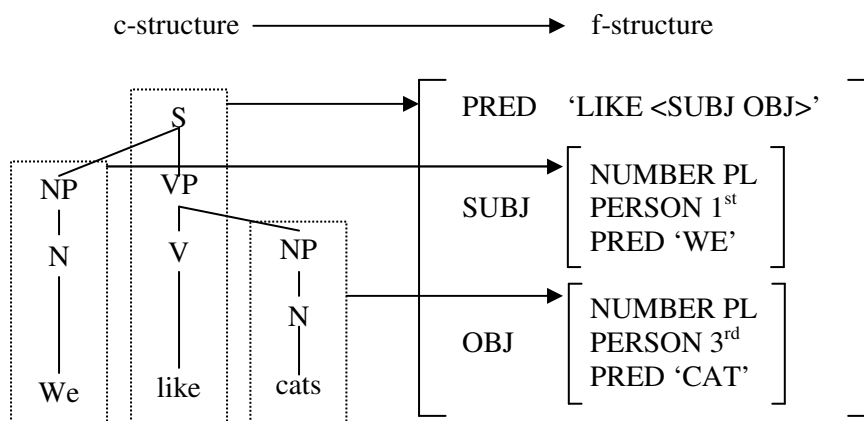 c-structure f-structure
S PRED ‘LIKE <SUBJ OBJ>’
NP VP NUMBER PL
SUBJ PERSON 1st
N V NP PRED ‘WE’
N NUMBER PL
OBJ PERSON 3rd
We like cats PRED ‘CAT’